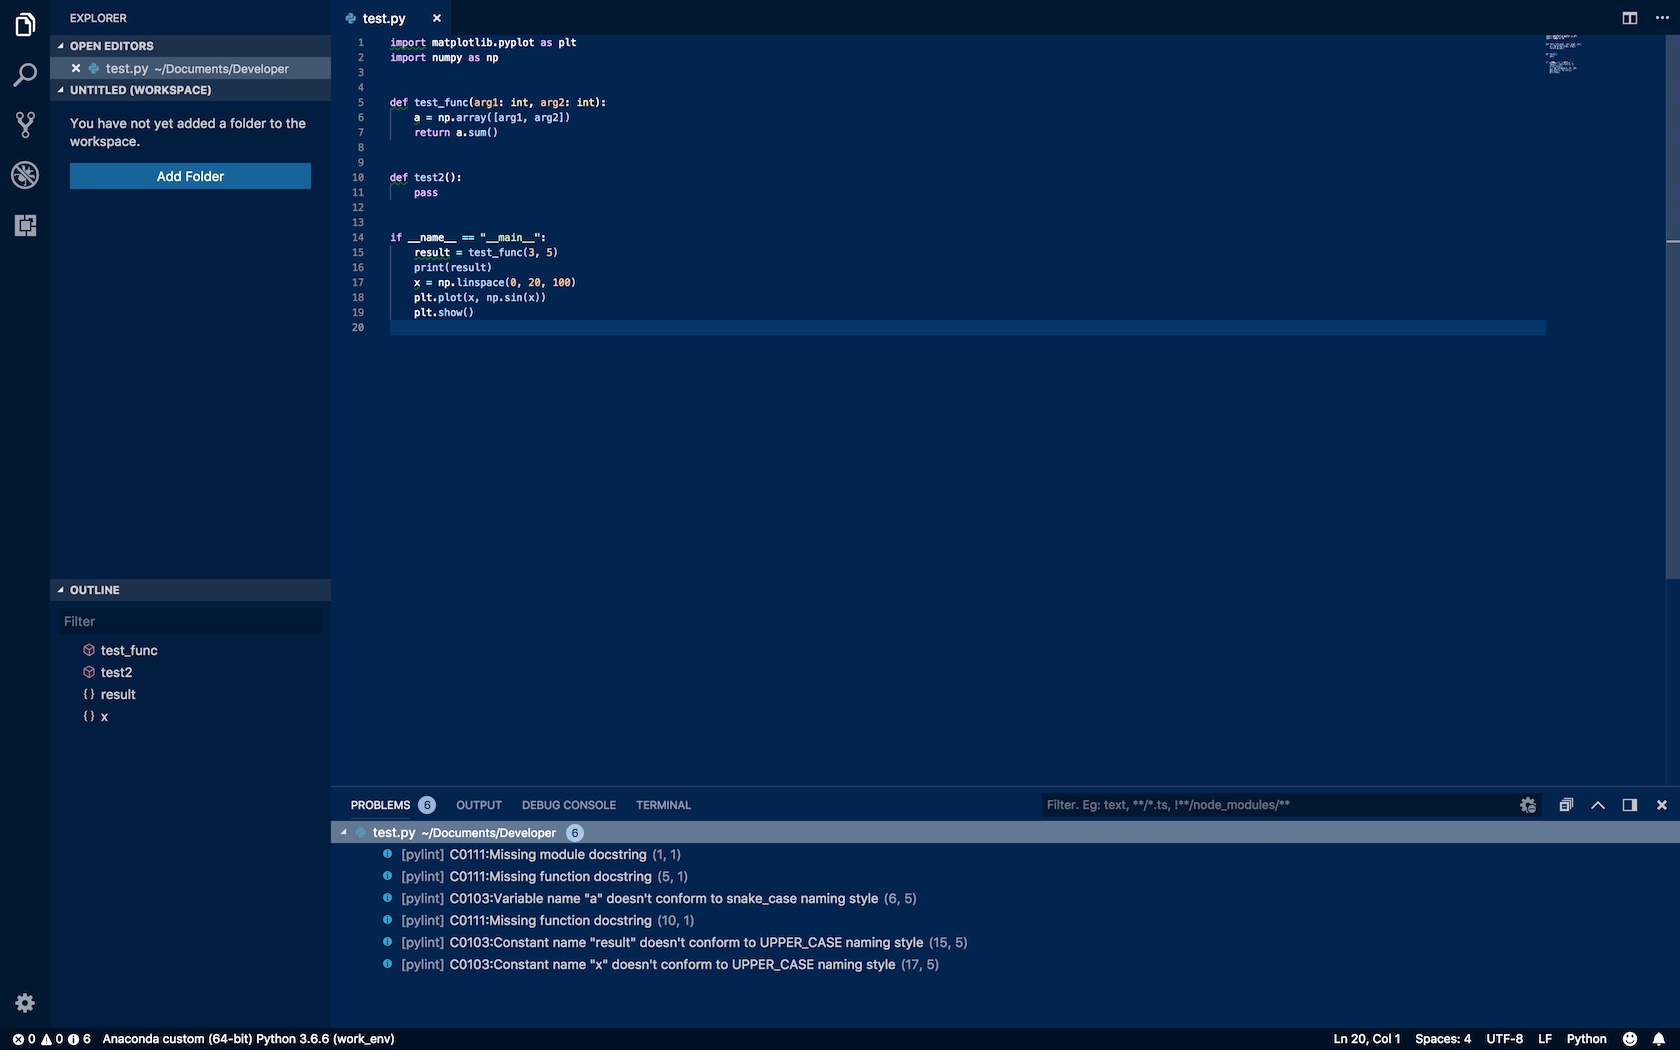 EXPLORER
OPEN EDITORS
test.py ~/Documents/Developer
UNTITLED (WORKSPACE)
You have not yet added a folder to the
workspace.
Add Folder
OUTLINE
Filter
test_func
test2
{} result
{} x
test.py
1 import matplotlib.pyplot as plt
2 import numpy as np
3
4
5 def test_func(arg1: int, arg2: int):
6 a = np.array([arg1, arg2])
7 return a.sum()
8
9
10 def test2():
11 pass
12
13
14 if __name__ == "__main__":
15 result = test_func(3, 5)
16 print(result)
17 x = np.linspace(0, 20, 100)
18 plt.plot(x, np.sin(x))
19 plt.show()
20
PROBLEMS 6 OUTPUT DEBUG CONSOLE TERMINAL Filter. Eg: text, **/*.ts, !**/node_modules/**
test.py ~/Documents/Developer 6
[pylint] C0111:Missing module docstring (1, 1)
[pylint] C0111:Missing function docstring (5, 1)
[pylint] C0103:Variable name "a" doesn't conform to snake_case naming style (6, 5)
[pylint] C0111:Missing function docstring (10, 1)
[pylint] C0103:Constant name "result" doesn't conform to UPPER_CASE naming style (15, 5)
[pylint] C0103:Constant name "x" doesn't conform to UPPER_CASE naming style (17, 5)
0 0 6 Anaconda custom (64-bit) Python 3.6.6 (work_env) Ln 20, Col 1 Spaces: 4 UTF-8 LF Python